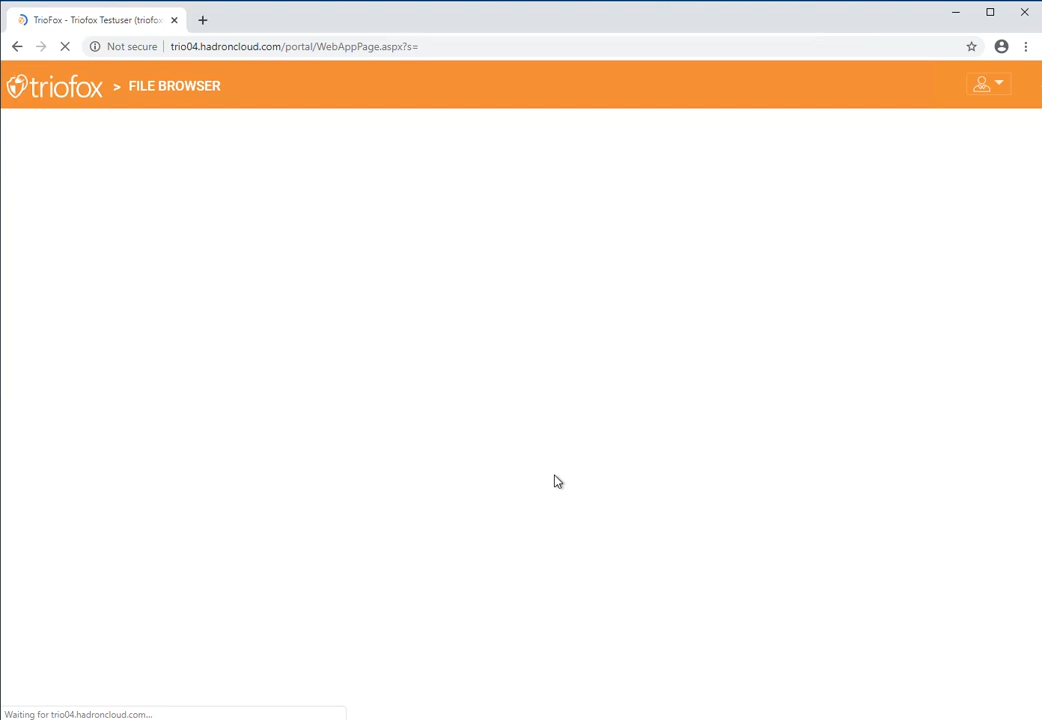 TrioFox - Triofox Testuser (triofox
Not secure
trio04.hadroncloud.com/portal/WebAppPage.aspx?s=
triofox > FILE BROWSER
Waiting for trio04.hadroncloud.com...